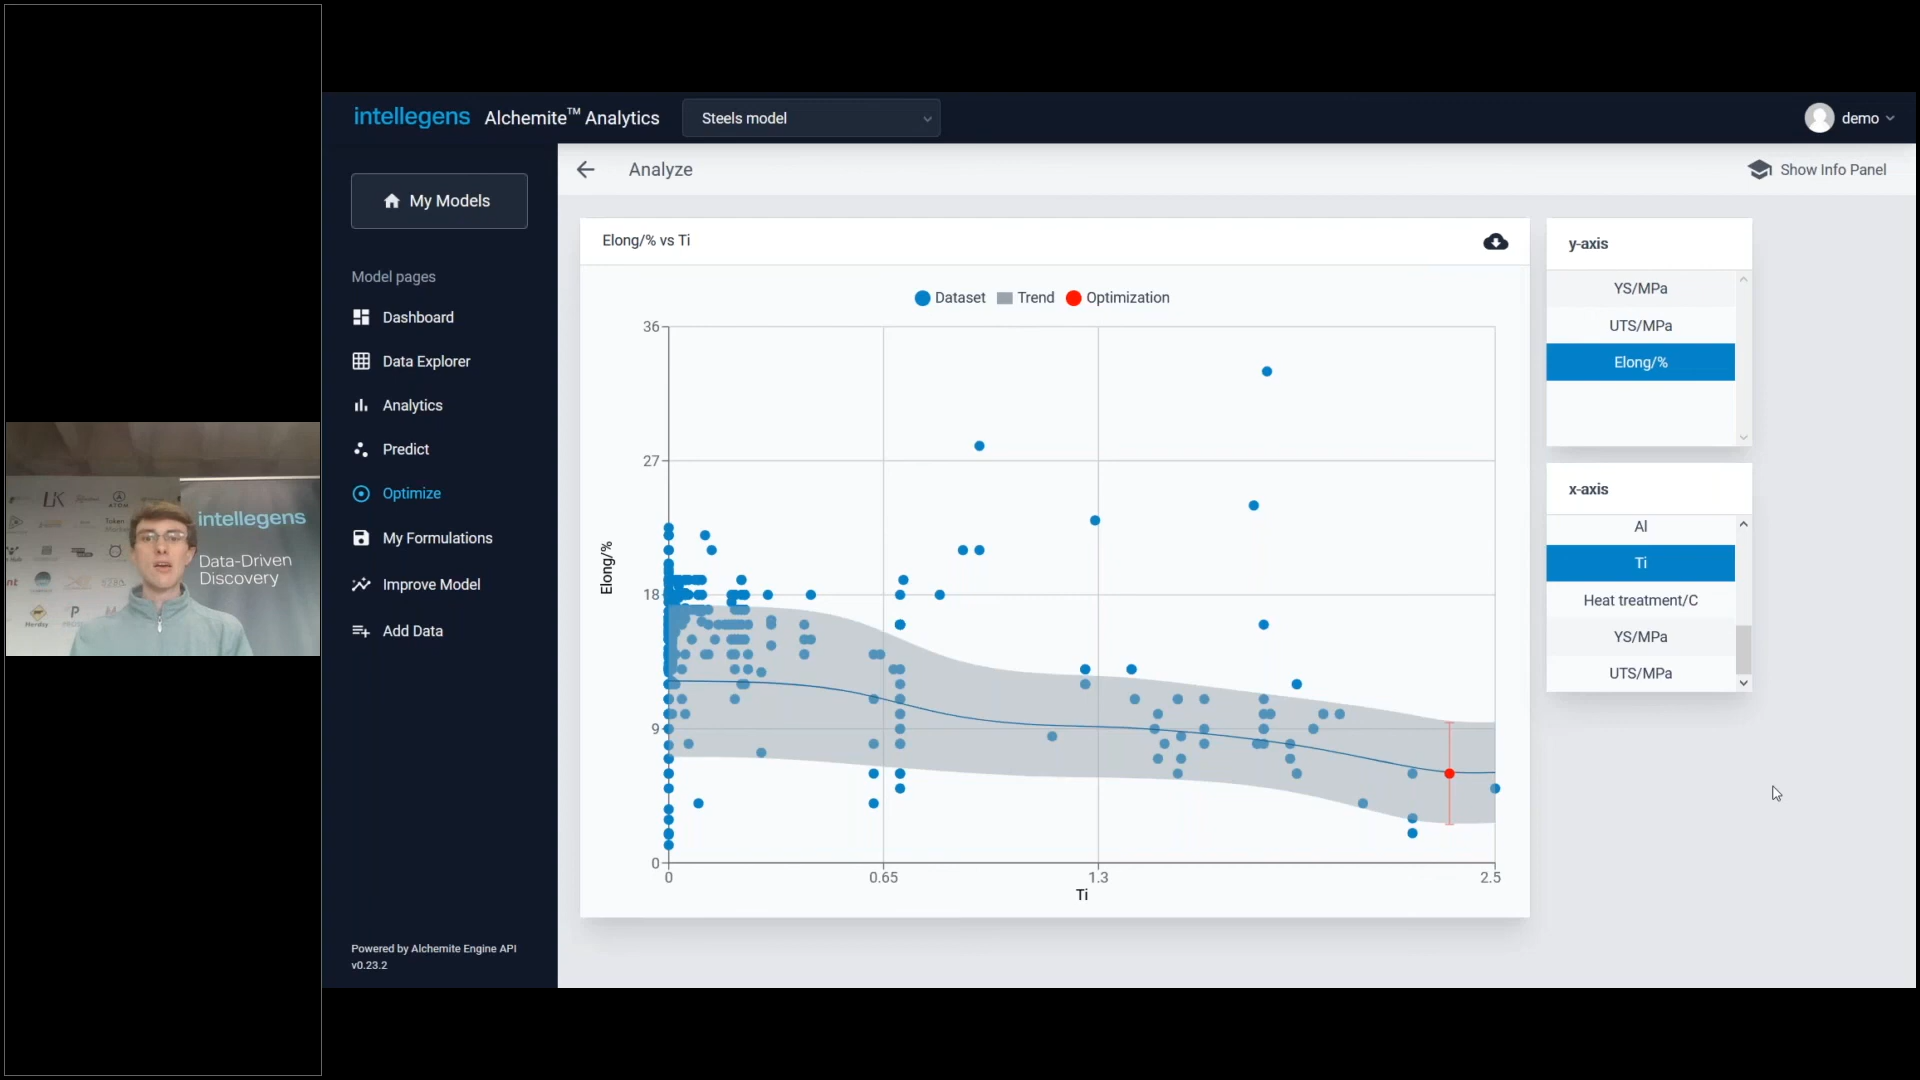 intellegens
Alchemite™ Analytics
Steels model
demo
My Models
Analyze
Show Info Panel
Model pages
Dashboard
Data Explorer
Analytics
Predict
Optimize
My Formulations
Improve Model
Add Data
Powered by Alchemite Engine API
v0.23.2
Elong/% vs Ti
Dataset
Trend
Optimization
36
27
18
9
0
Elong/%
0
0.65
1.3
2.5
Ti
y-axis
YS/MPa
UTS/MPa
Elong/%
x-axis
Al
Ti
Heat treatment/C
YS/MPa
UTS/MPa
intellegens
Data-Driven
Discovery